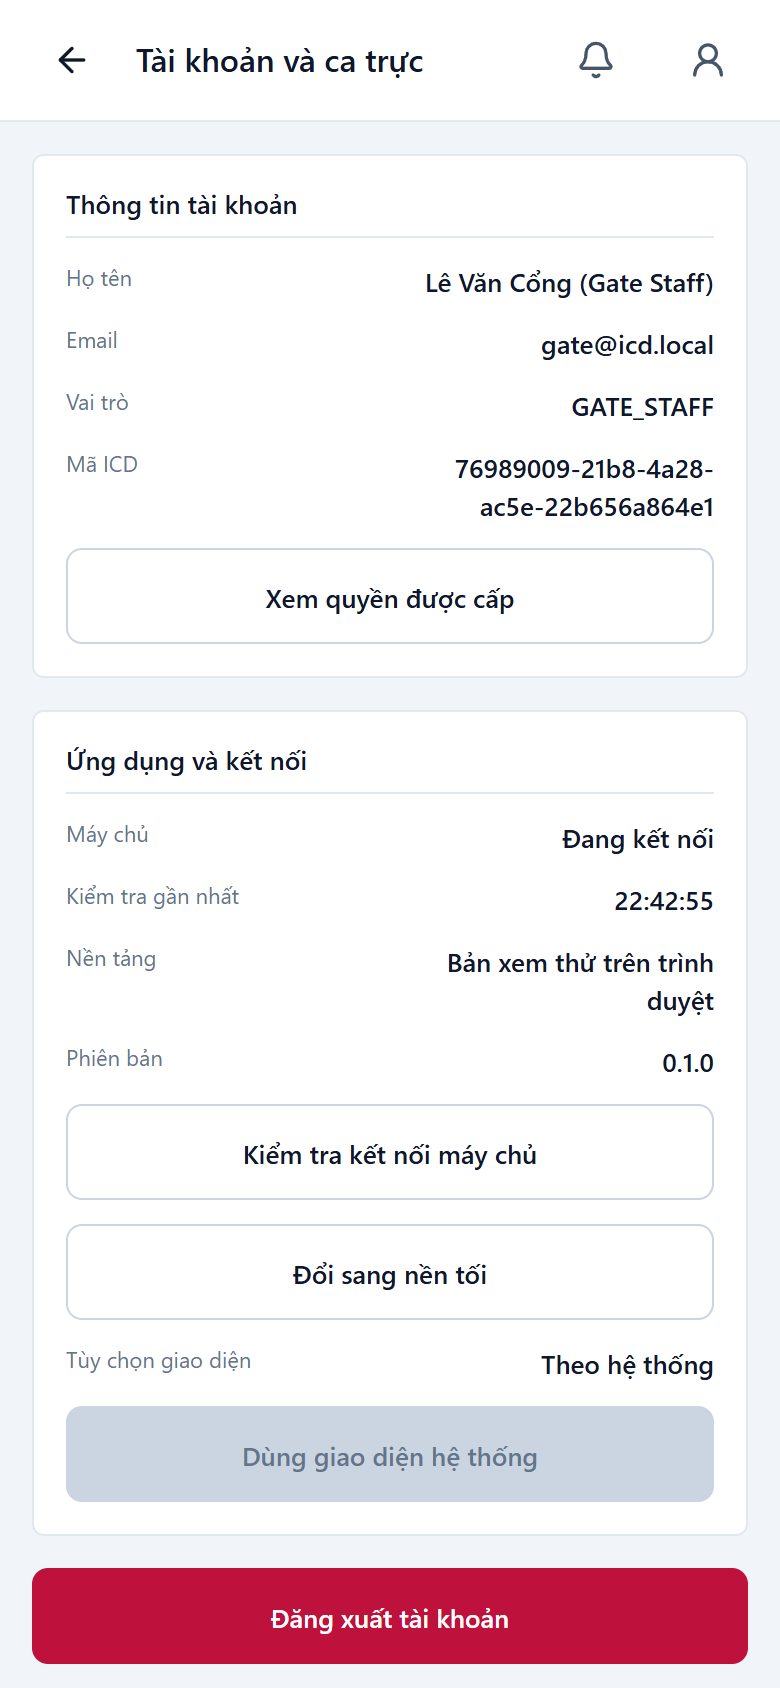 Tài khoản và ca trực
Thông tin tài khoản
Họ tên
Lê Văn Cổng (Gate Staff)
Email
gate@icd.local
Vai trò
GATE_STAFF
Mã ICD
76989009-21b8-4a28-
ac5e-22b656a864e1
Xem quyền được cấp
Ứng dụng và kết nối
Máy chủ
Đang kết nối
Kiểm tra gần nhất
22:42:55
Nền tảng
Bản xem thử trên trình
duyệt
Phiên bản
0.1.0
Kiểm tra kết nối máy chủ
Đổi sang nền tối
Tùy chọn giao diện
Theo hệ thống
Dùng giao diện hệ thống
Đăng xuất tài khoản